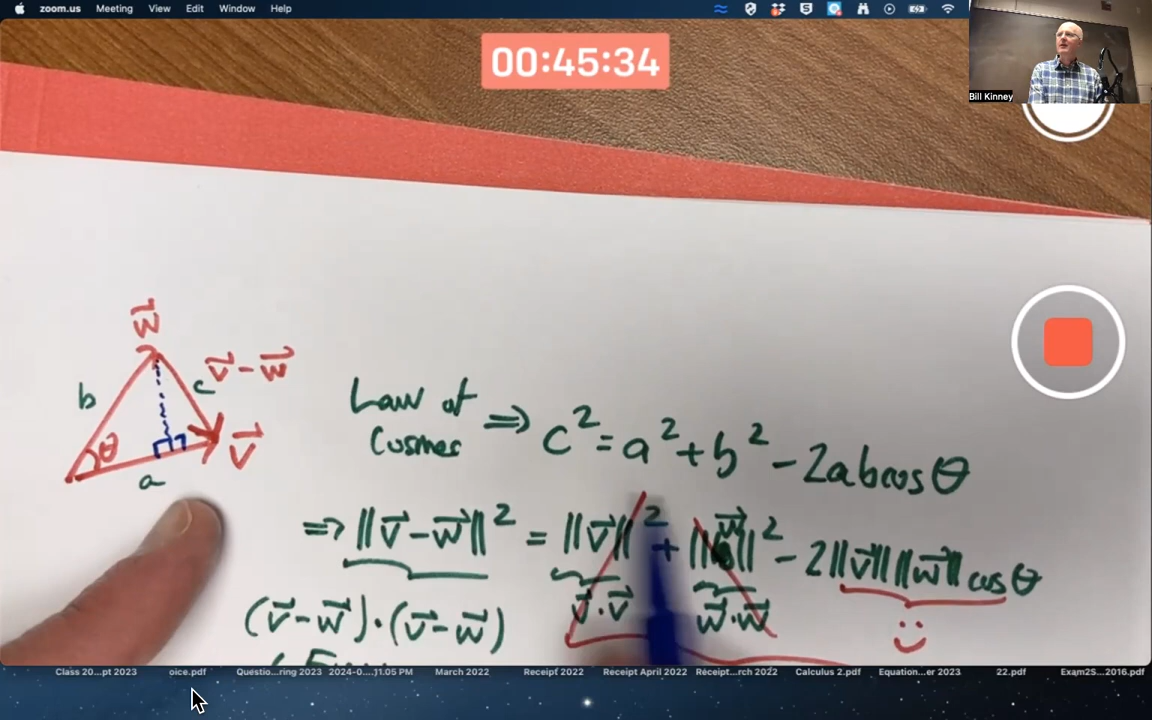 zoom.us Meeting View Edit Window Help
00:45:34
Bill Kinney
w⃗
b
c
v⃗ - w⃗
θ
v⃗
a
Law of
Cosines
⇒ c² = a² + b² - 2ab cos θ
⇒ ||v⃗ - w⃗||² = ||v⃗||² + ||w⃗||² - 2||v⃗|| ||w⃗|| cos θ
(v⃗ - w⃗)·(v⃗ - w⃗)
v⃗·v⃗
w⃗·w⃗
Class 20...pt 2023 oice.pdf Questio...ring 2023 2024-0....)1.05 PM March 2022 Receipt 2022 Receipt April 2022 Receipt...rch 2022 Calculus 2.pdf Equation...er 2023 22.pdf Exam2S...2016.pdf